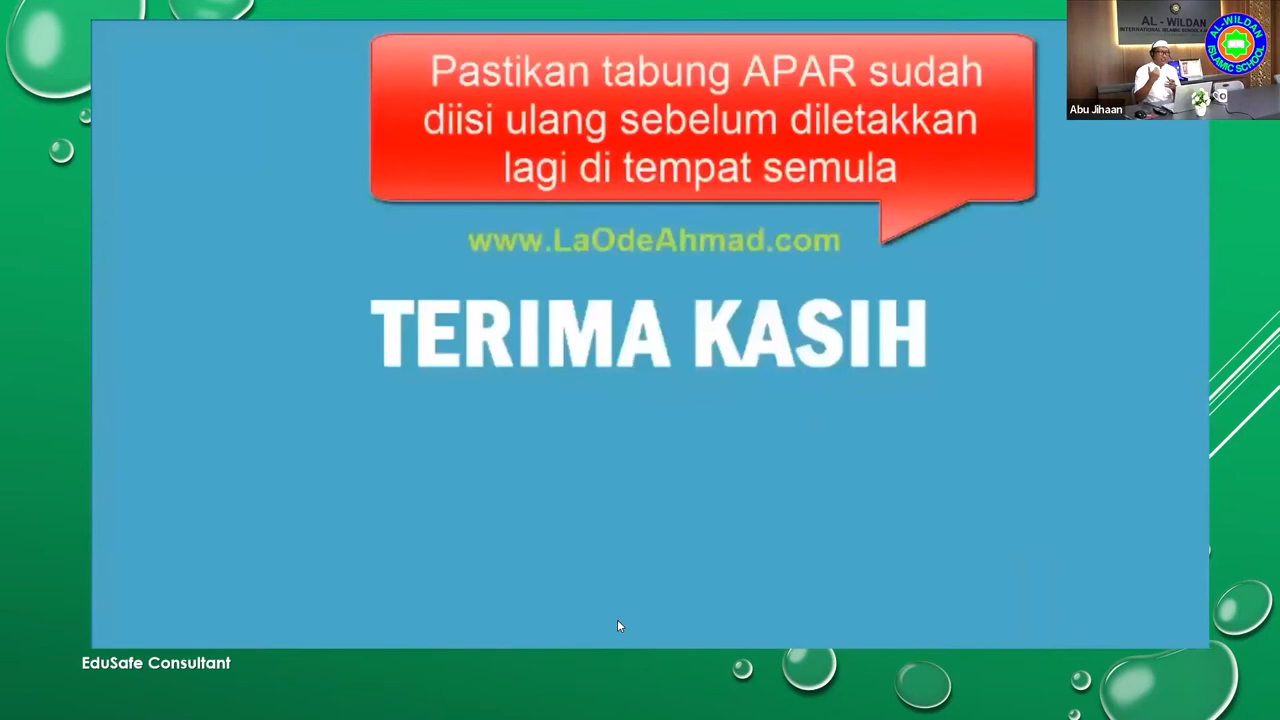 Pastikan tabung APAR sudah
diisi ulang sebelum diletakkan
lagi di tempat semula
www.LaOdeAhmad.com
TERIMA KASIH
EduSafe Consultant
AL - WILDAN
INTERNATIONAL ISLAMIC SCHOOL
AL-WILDAN
ISLAMIC SCHOOL
Abu Jihaan